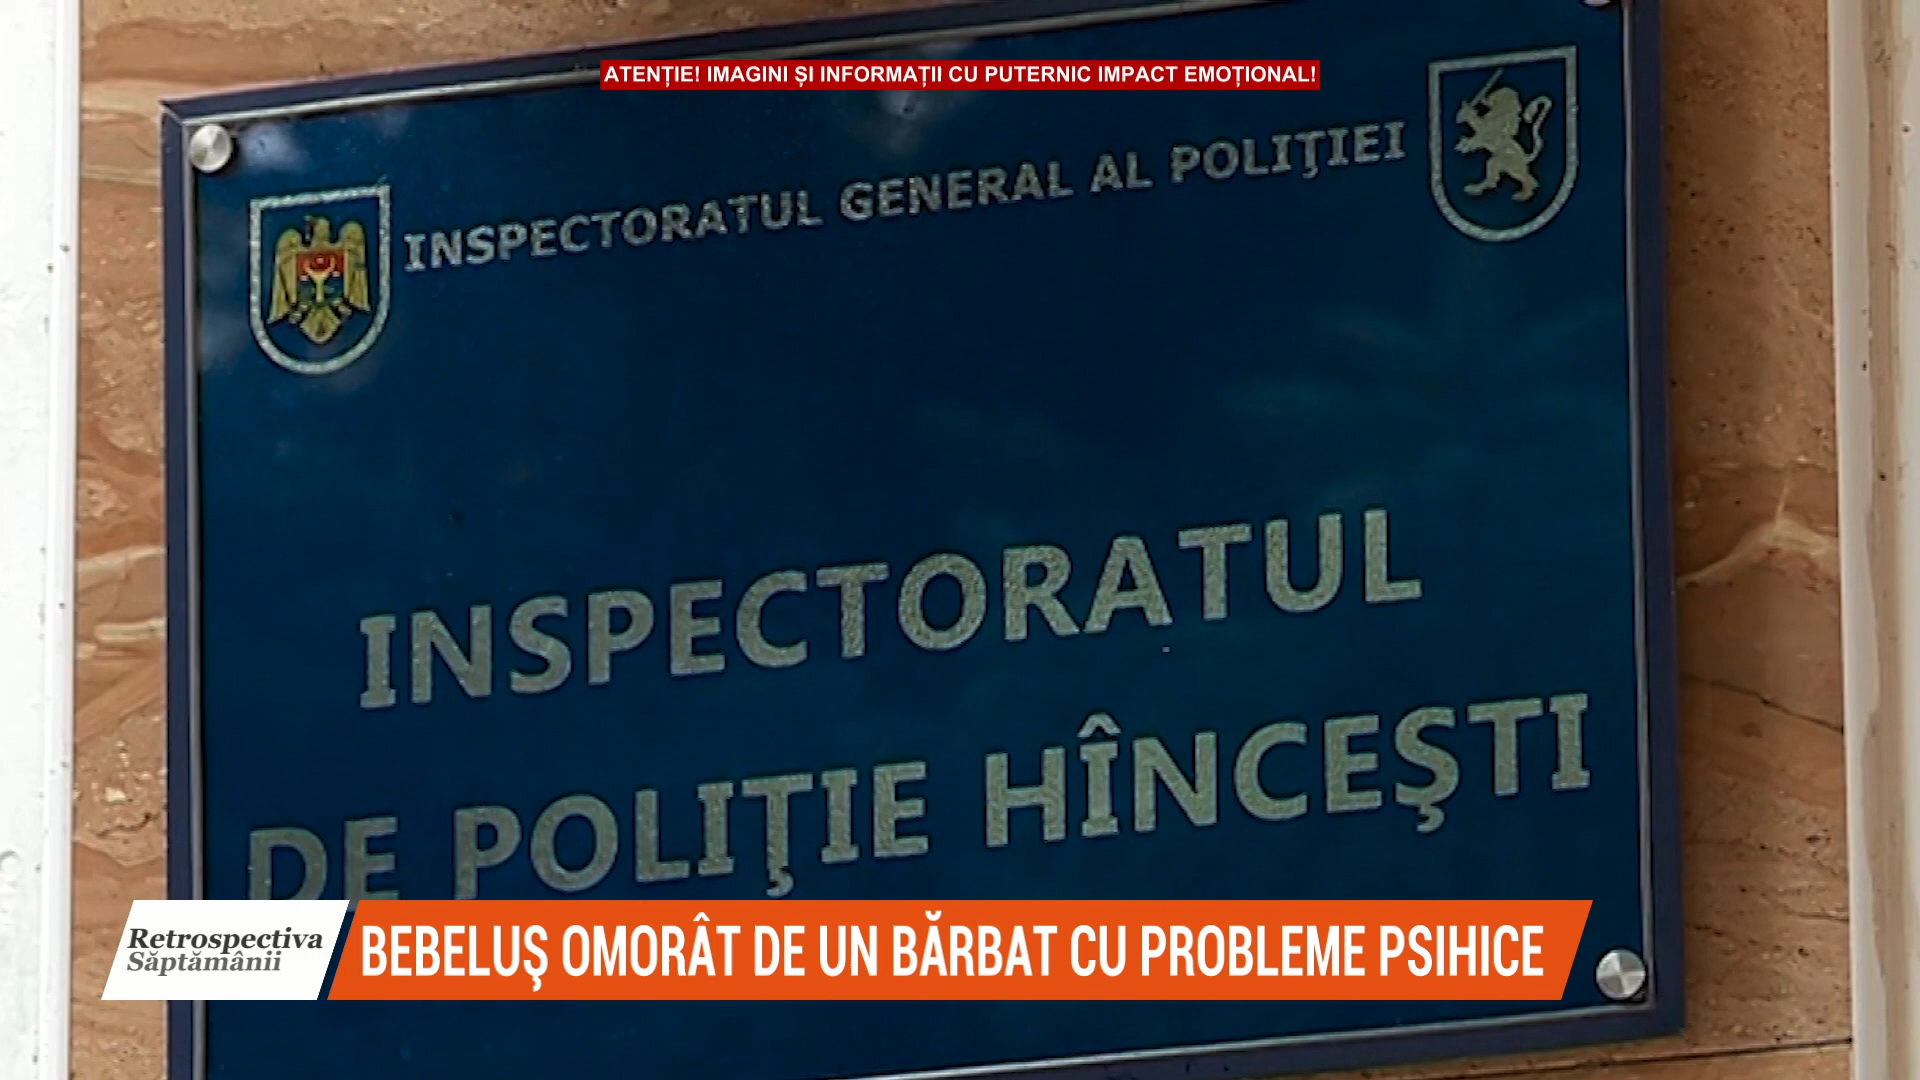 ATENȚIE! IMAGINI ȘI INFORMAȚII CU PUTERNIC IMPACT EMOȚIONAL!
INSPECTORATUL GENERAL AL POLIŢIEI
INSPECTORATUL
DE POLIŢIE HÎNCEŞTI
Retrospectiva
Săptămânii
BEBELUŞ OMORÂT DE UN BĂRBAT CU PROBLEME PSIHICE